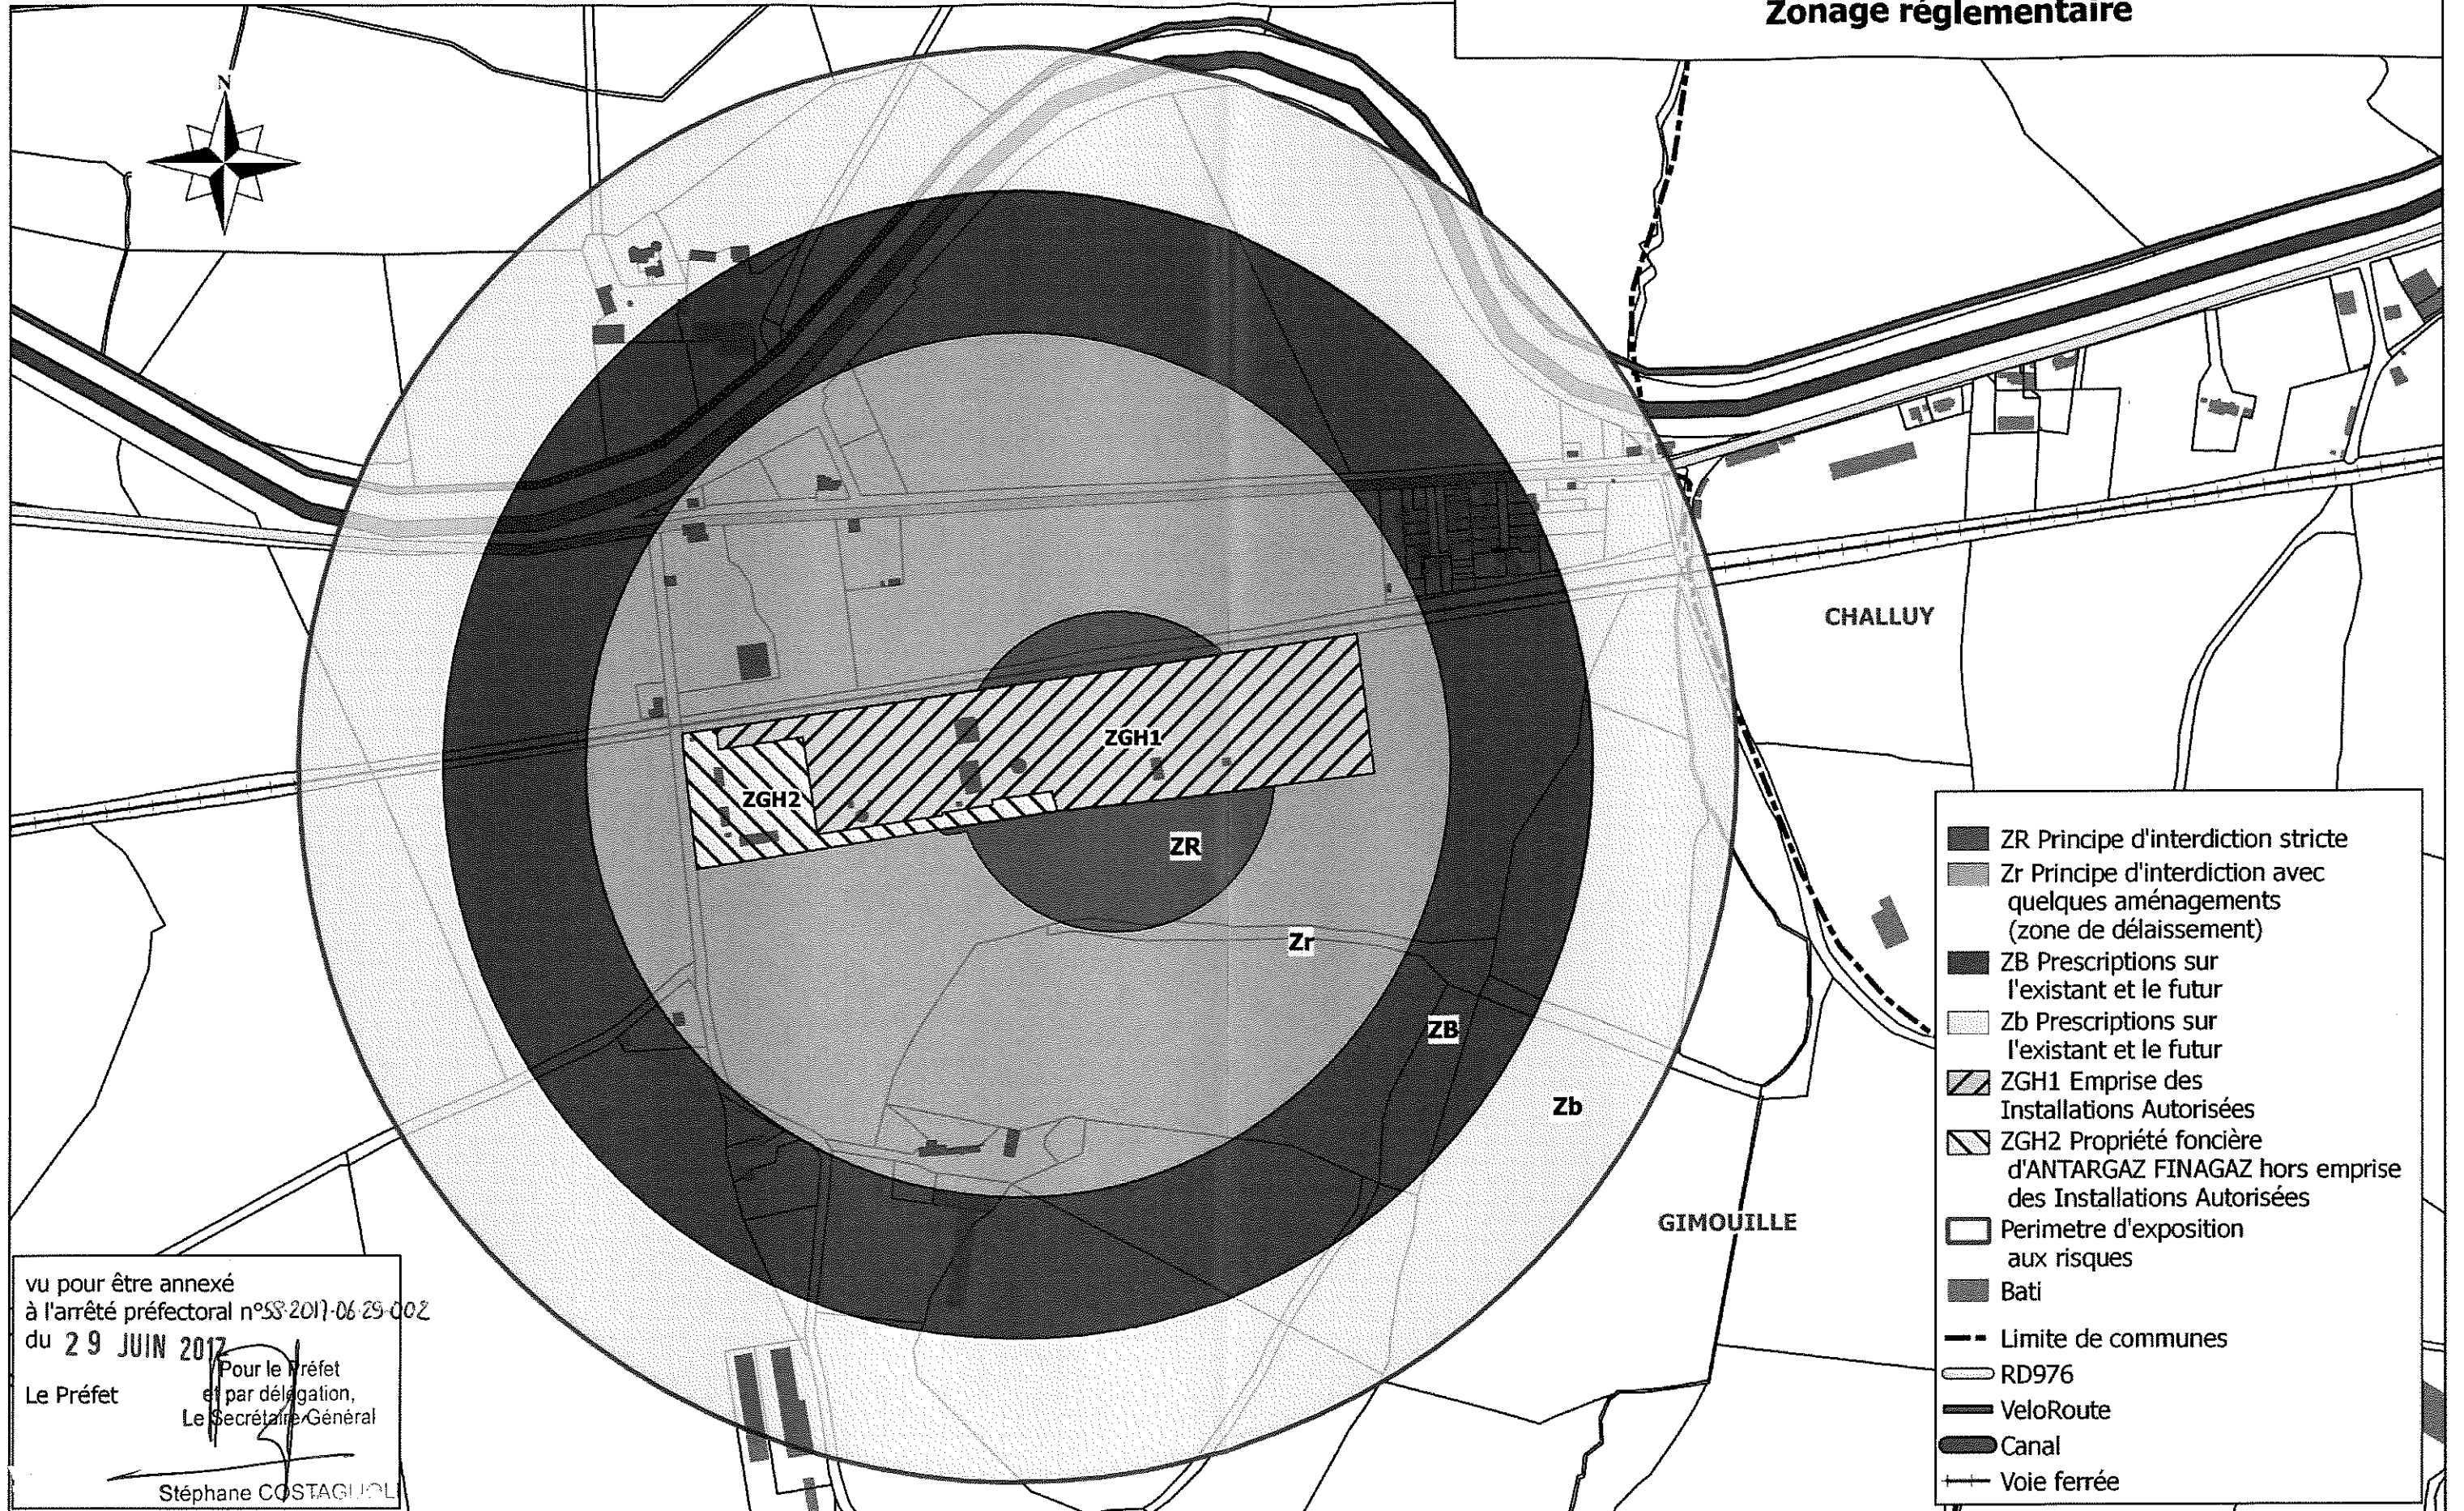 Zonage réglementaire
N
CHALLUY
ZGH1
ZGH2
ZR
Zr
ZB
Zb
GIMOUILLE
ZR Principe d'interdiction stricte
Zr Principe d'interdiction avec
quelques aménagements
(zone de délaissement)
ZB Prescriptions sur
l'existant et le futur
Zb Prescriptions sur
l'existant et le futur
ZGH1 Emprise des
Installations Autorisées
ZGH2 Propriété foncière
d'ANTARGAZ FINAGAZ hors emprise
des Installations Autorisées
Perimetre d'exposition
aux risques
Bati
Limite de communes
RD976
VeloRoute
Canal
Voie ferrée
vu pour être annexé
à l'arrêté préfectoral n°58-2017-06-29-002
du 29 JUIN 2017
Pour le Préfet
Le Préfet et par délégation,
Le Secrétaire Général
Stéphane COSTAGLIOLI